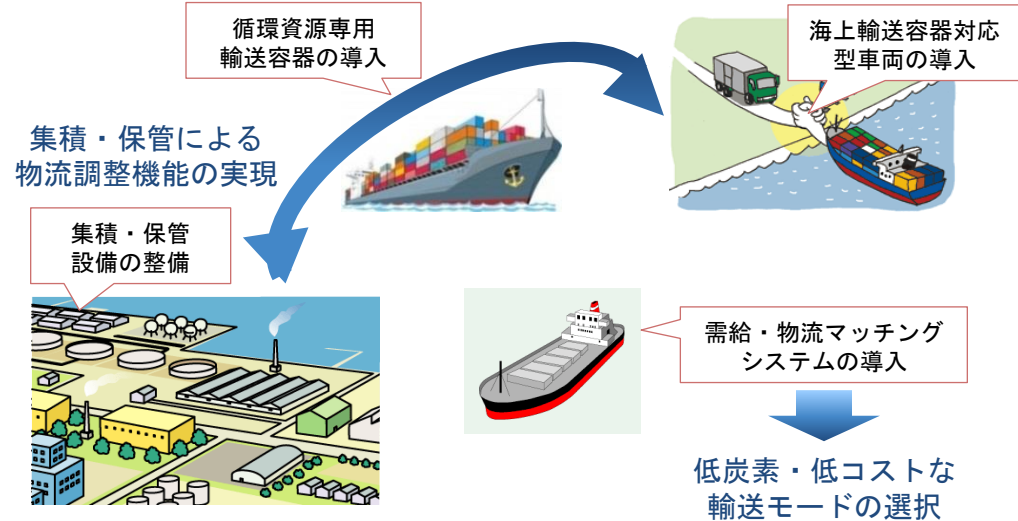 循環資源専用
輸送容器の導入
海上輸送容器対応
型車両の導入
集積・保管による
物流調整機能の実現
集積・保管
設備の整備
需給・物流マッチング
システムの導入
低炭素・低コストな
輸送モードの選択